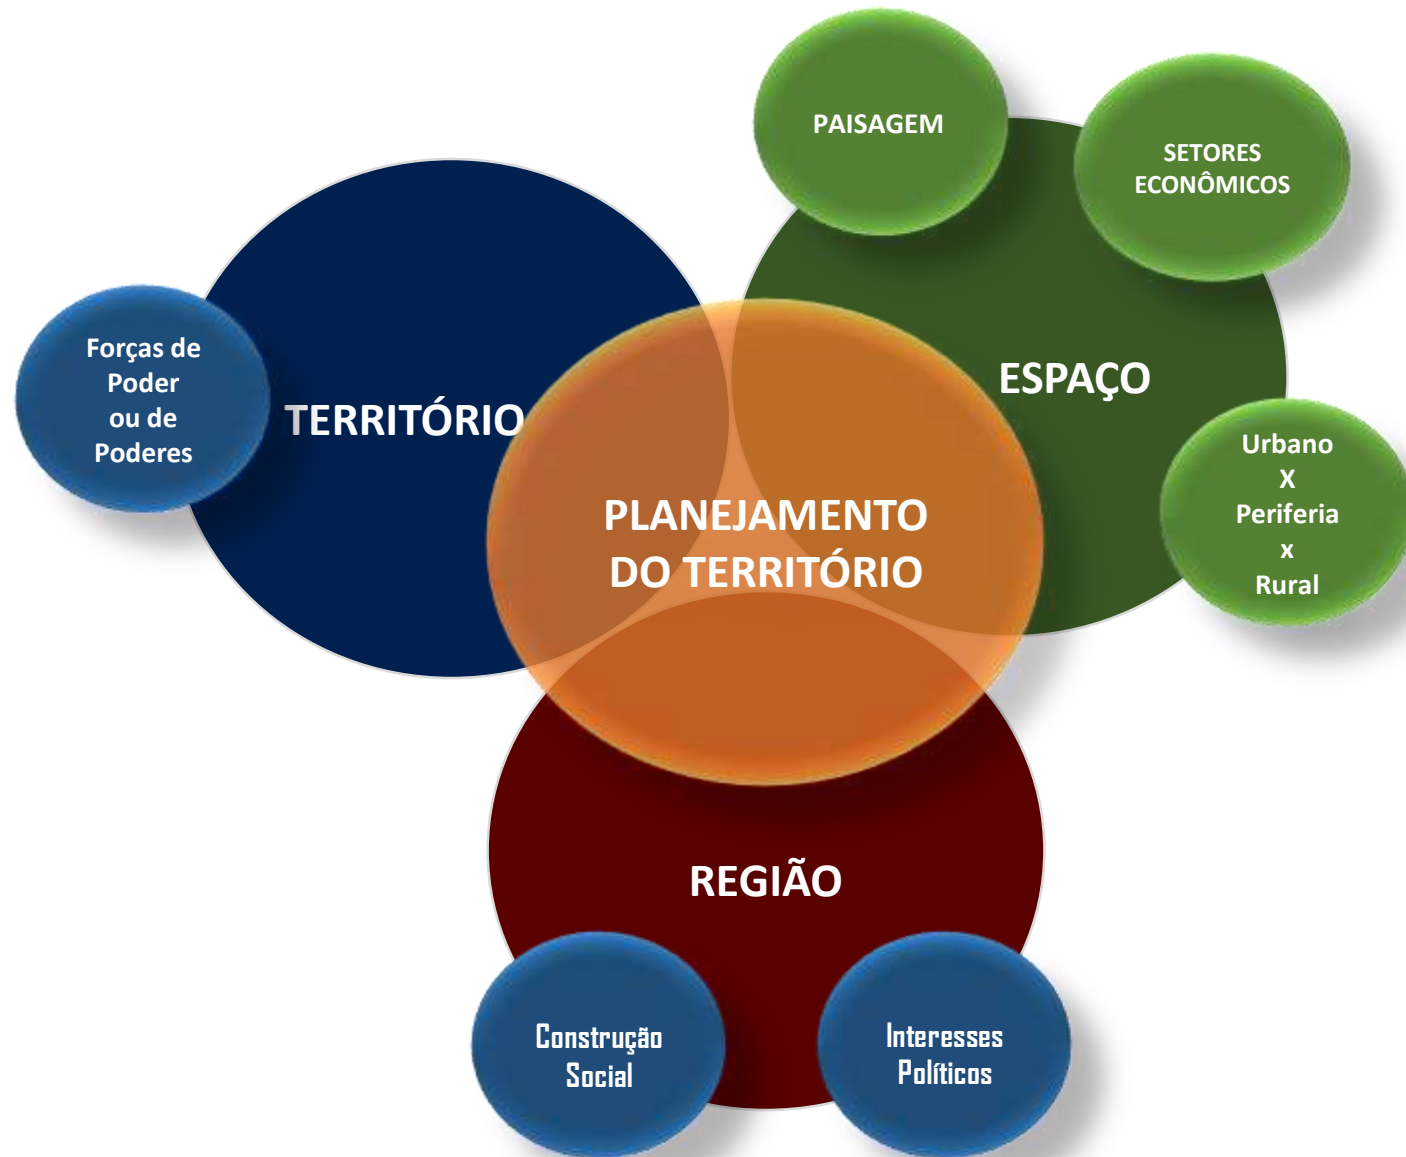 PAISAGEM
SETORES
ECONÔMICOS
Forças de
Poder
ou de
Poderes
TERRITÓRIO
ESPAÇO
Urbano
X
Periferia
x
Rural
PLANEJAMENTO
DO TERRITÓRIO
REGIÃO
Construção
Social
Interesses
Políticos